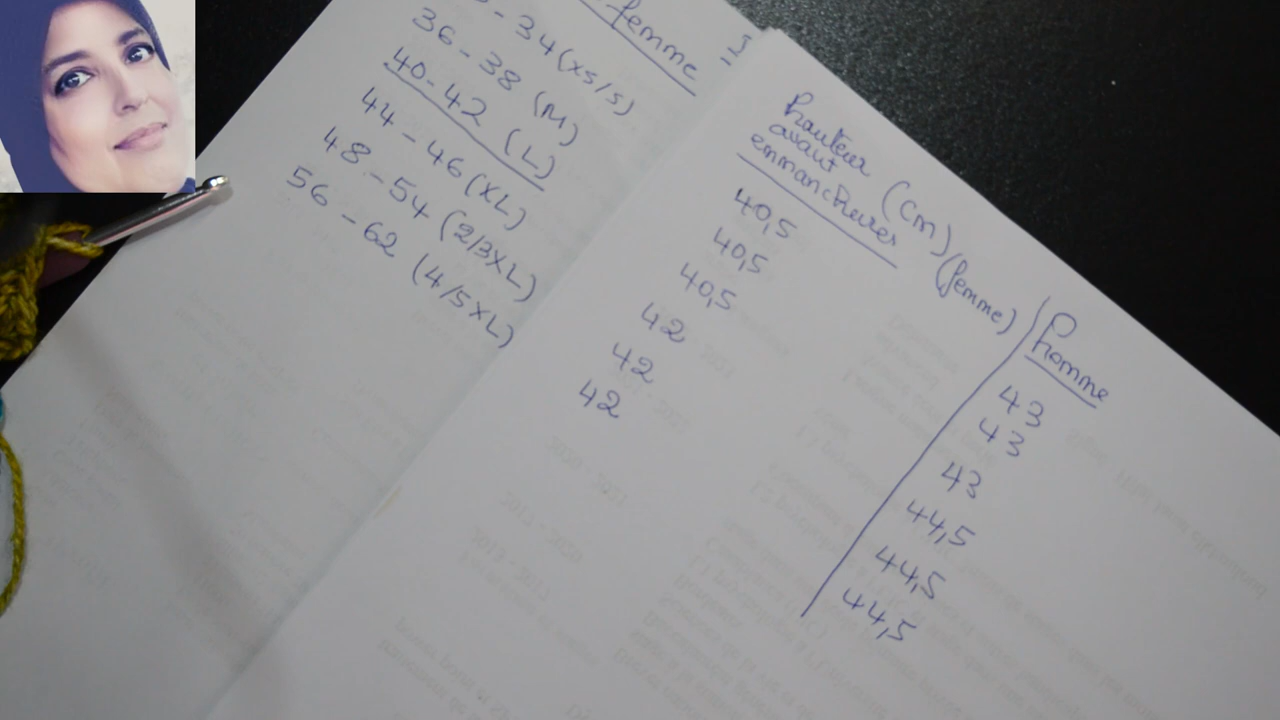 femme
- 34 (XS/S)
36 - 38 (M)
40 - 42 (L)
44 - 46 (XL)
48 - 54 (2/3XL)
56 - 62 (4/5XL)
hauteur
avant
emmanchures
(cm) (femme)
40,5
40,5
40,5
42
42
42
homme
43
43
43
44,5
44,5
44,5